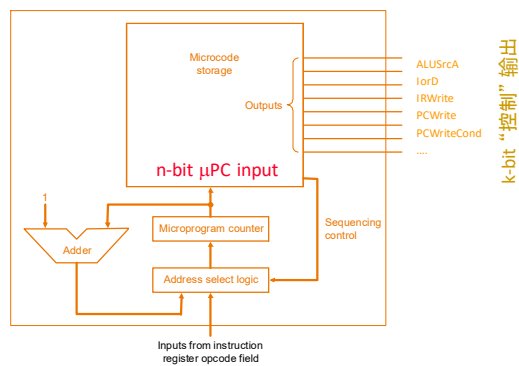 Microcode
storage
Outputs
ALUSrcA
IorD
IRWrite
PCWrite
PCWriteCond
....
k-bit “控制” 输出
n-bit μPC input
1
Microprogram counter
Sequencing
control
Adder
Address select logic
Inputs from instruction
register opcode field